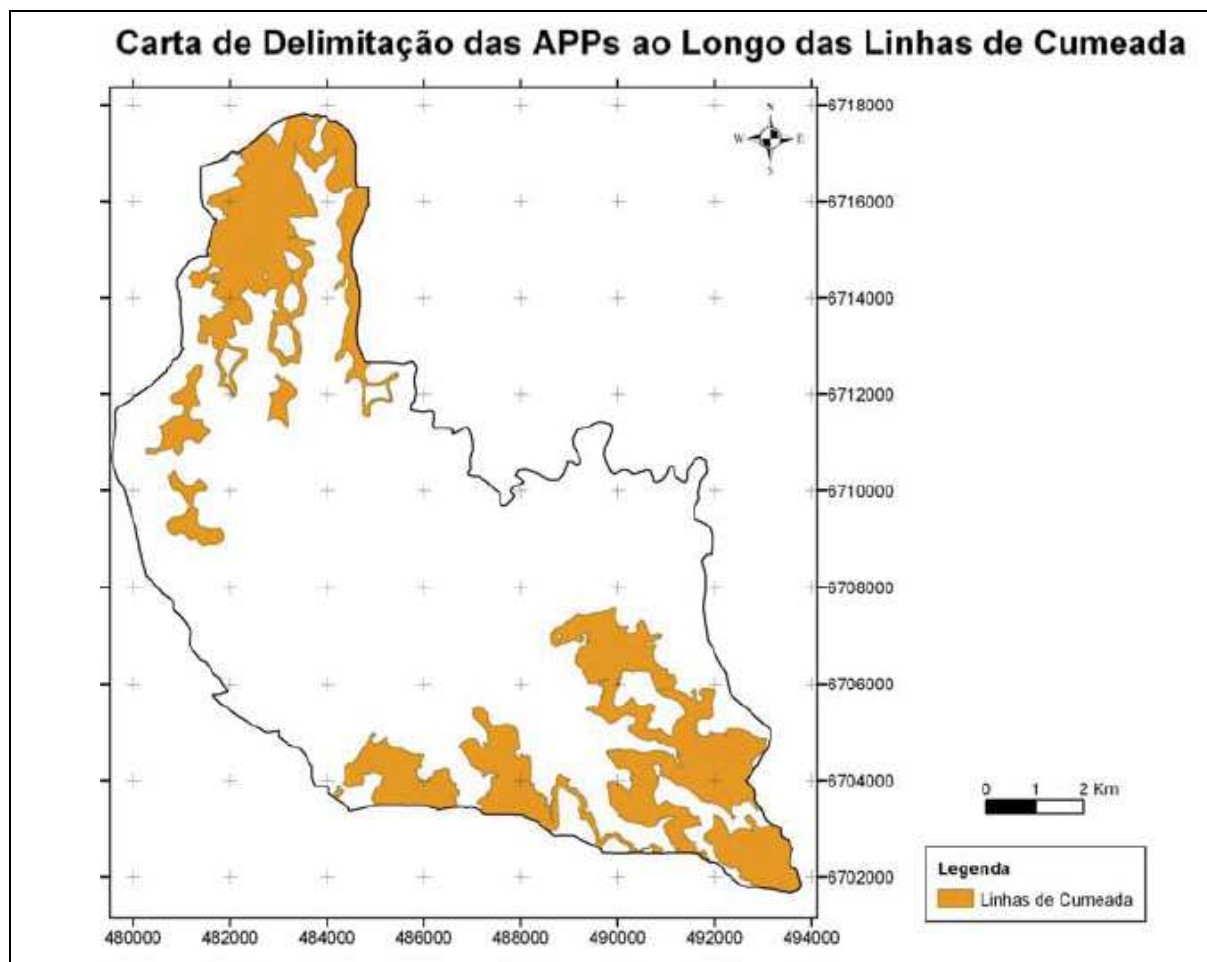 Carta de Delimitação das APPs ao Longo das Linhas de Cumeada
N
W E
S
6718000
6716000
6714000
6712000
6710000
6708000
6706000
6704000
6702000
0 1 2 Km
Legenda
Linhas de Cumeada
480000 482000 484000 486000 488000 490000 492000 494000